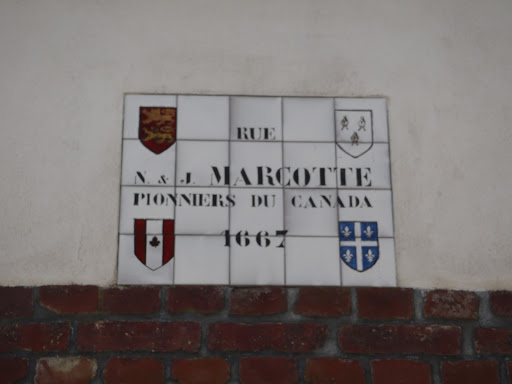 RUE
N. & J. MARCOTTE
PIONNIERS DU CANADA
1667